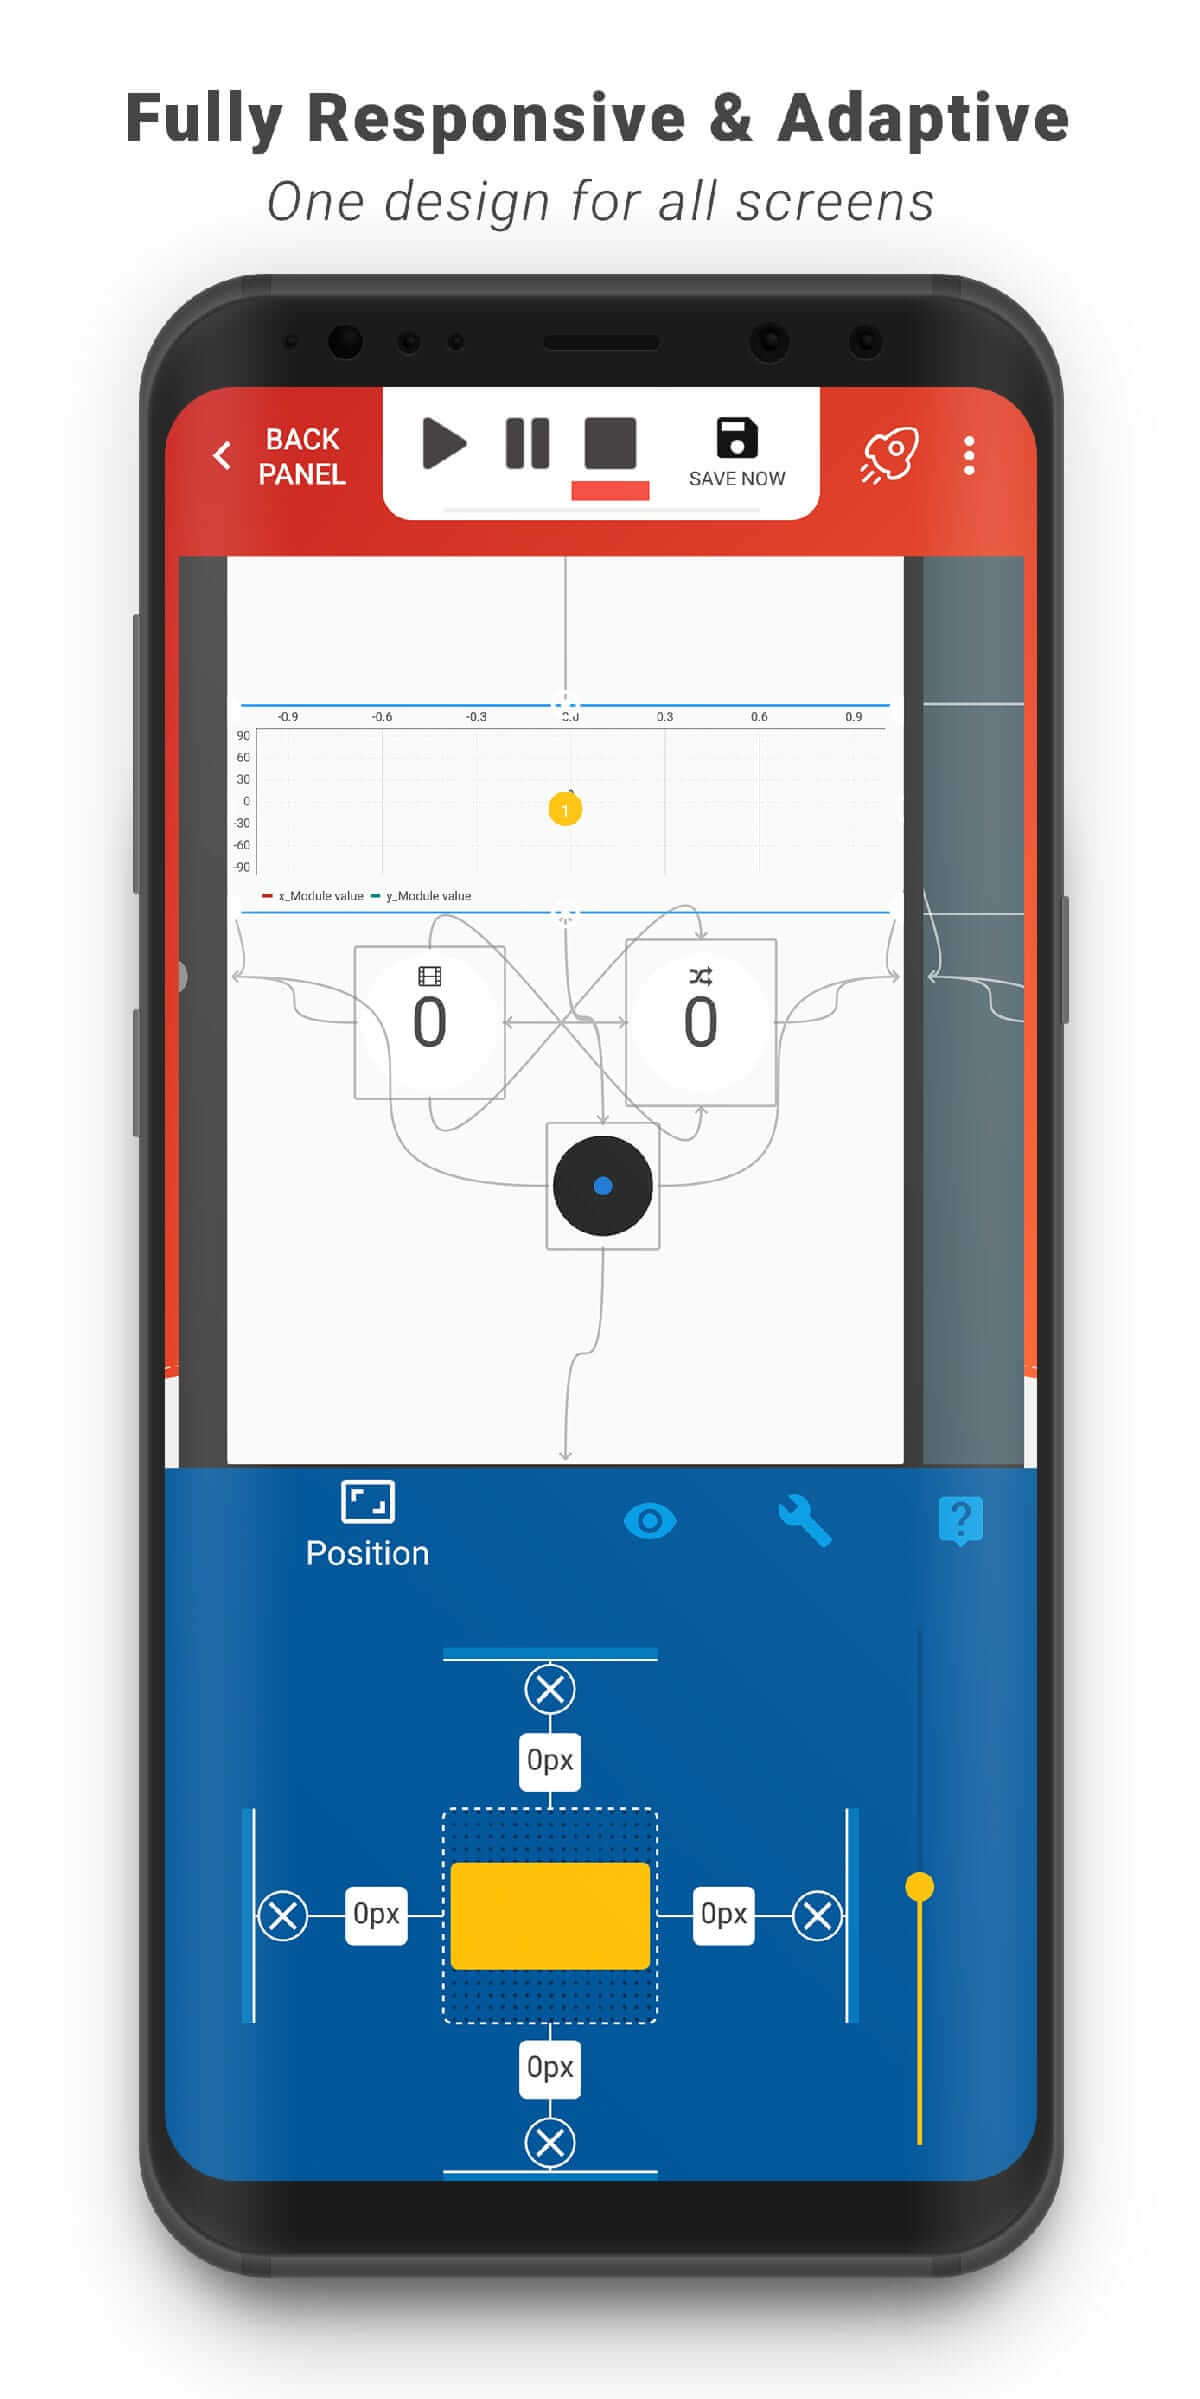 Fully Responsive & Adaptive
One design for all screens
BACK
PANEL
SAVE NOW
-0.9 -0.6 -0.3 0.0 0.3 0.6 0.9
90
60
30
0
-30
-60
-90
1
x_Module value y_Module value
0 0
Position
?
0px
0px 0px
0px